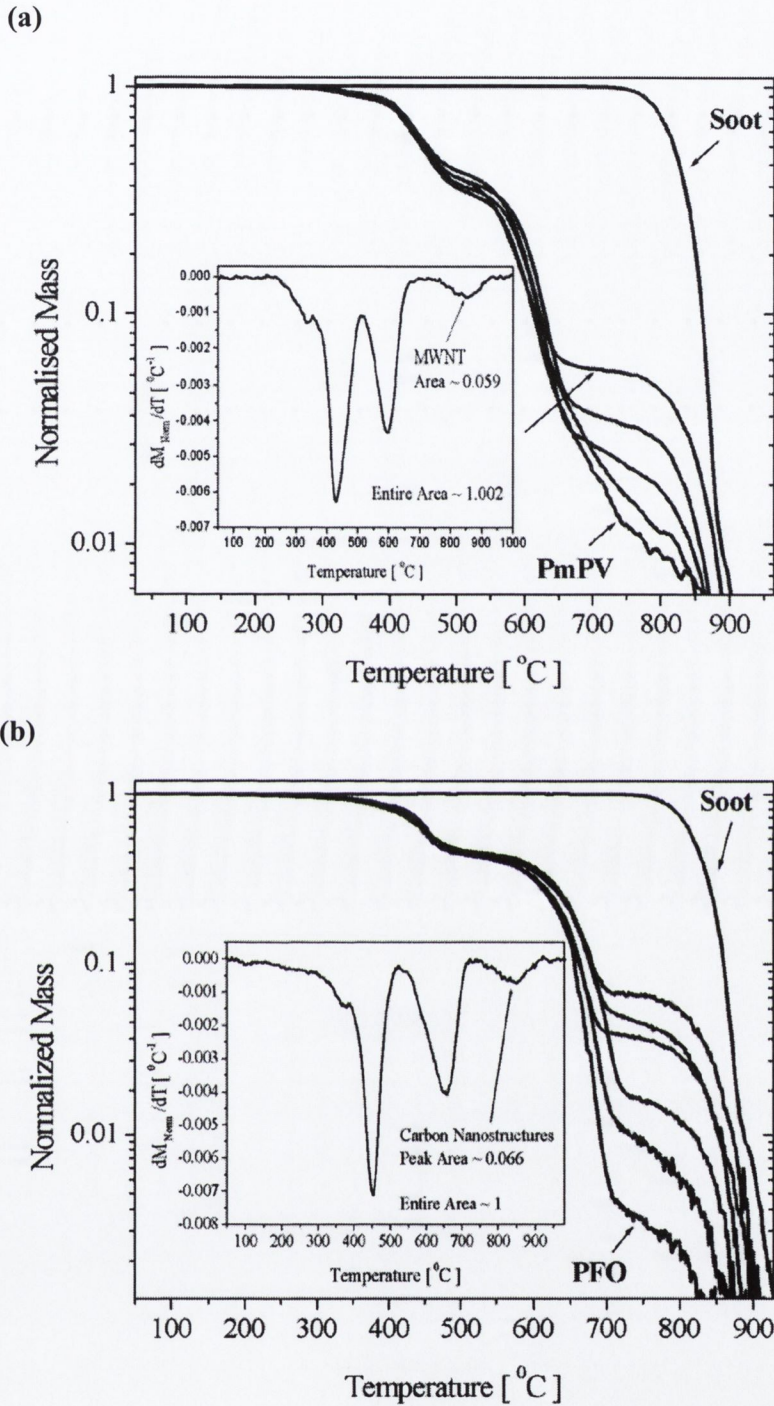 (a)
1
0.1
0.01
Normalised Mass
Soot
PmPV
0.000
-0.001
-0.002
-0.003
-0.004
-0.005
-0.006
-0.007
dM Norm /dT [ °C⁻¹ ]
MWNT
Area ~ 0.059
Entire Area ~ 1.002
100 200 300 400 500 600 700 800 900 1000
Temperature [ °C ]
100 200 300 400 500 600 700 800 900
Temperature [ °C ]
(b)
1
0.1
0.01
Normalized Mass
Soot
PFO
0.000
-0.001
-0.002
-0.003
-0.004
-0.005
-0.006
-0.007
-0.008
dM Norm /dT [ °C⁻¹ ]
Carbon Nanostructures
Peak Area ~ 0.066
Entire Area ~ 1
100 200 300 400 500 600 700 800 900
Temperature [ °C ]
100 200 300 400 500 600 700 800 900
Temperature [ °C ]